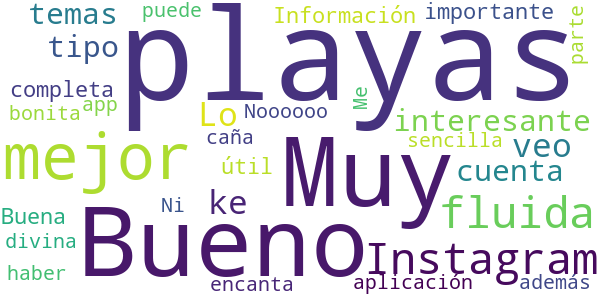 temas
puede
Información
importante
parte
tipo
playas
completa
bonita
app
Lo
Noooooo
Me
interesante
mejor
caña
Muy
sencilla
veo
útil
cuenta
Buena
Ni
ke
Bueno
fluida
divina
Instagram
haber
encanta
aplicación
además